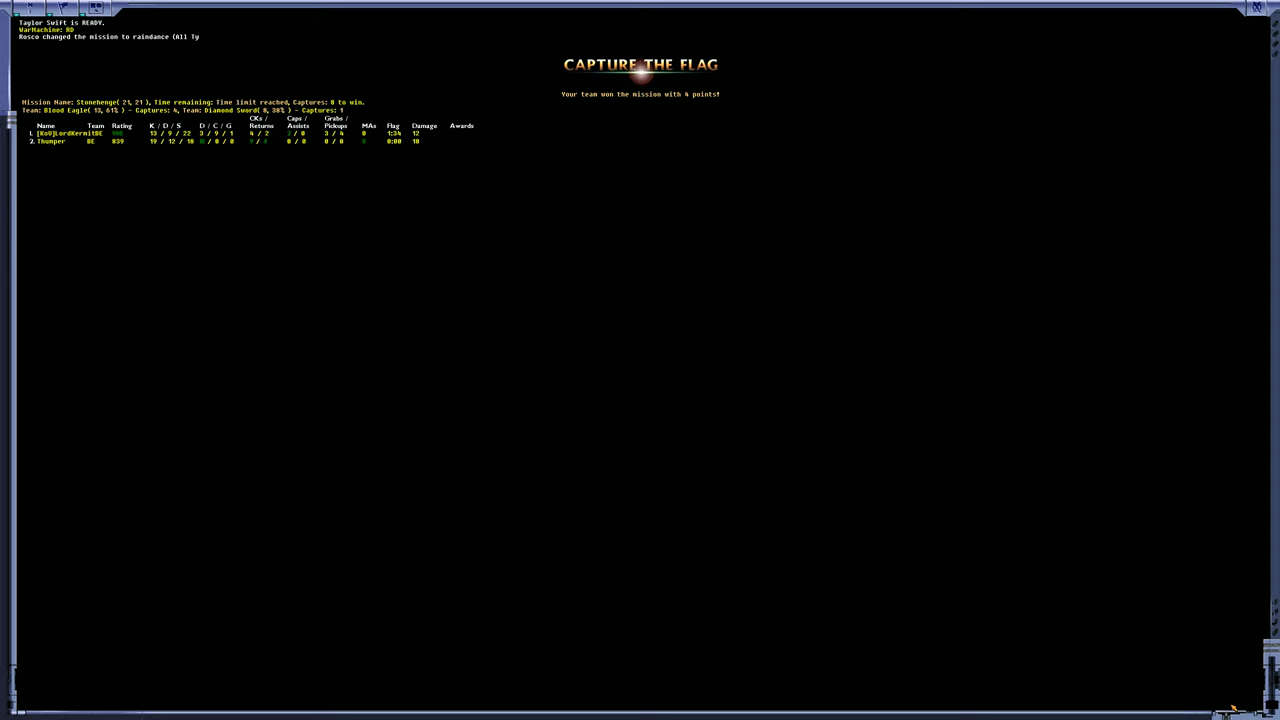 Taylor Swift is READY.
WarMachine: RD
Rosco changed the mission to raindance (All Ty
CAPTURE THE FLAG
Your team won the mission with 4 points!
Mission Name: Stonehenge( 21, 21 ), Time remaining: Time limit reached, Captures: 8 to win.
Team: Blood Eagle( 13, 61% ) - Captures: 4, Team: Diamond Sword( 8, 38% ) - Captures: 1
CKs / Caps / Grabs /
Name Team Rating K / D / S D / C / G Returns Assists Pickups MAs Flag Damage Awards
1. [KoU]LordKermitBE 13 / 9 / 22 3 / 9 / 1 4 / 2 2 / 0 3 / 4 0 1:34 12
2. Thumper BE 839 19 / 12 / 18 / 0 / 0 / 0 / 0 0 / 0 0:00 18